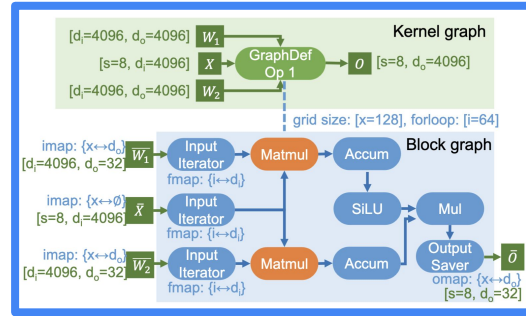 Kernel graph
[dᵢ=4096, dₒ=4096] W₁
[s=8, dᵢ=4096] X
GraphDef Op 1
O [s=8, dₒ=4096]
[dᵢ=4096, dₒ=4096] W₂
grid size: [x=128], forloop: [i=64]
Block graph
imap: {x↔dₒ}
W̅₁
[dᵢ=4096, dₒ=32]
Input
Iterator
fmap: {i↔dᵢ}
Matmul
Accum
imap: {x↔∅}
X̅
[s=8, dᵢ=4096]
Input
Iterator
fmap: {i↔dᵢ}
SiLU
Mul
imap: {x↔dₒ}
W̅₂
[dᵢ=4096, dₒ=32]
Input
Iterator
fmap: {i↔dᵢ}
Matmul
Accum
Output
Saver
O̅
omap: {x↔dₒ}
[s=8, dₒ=32]